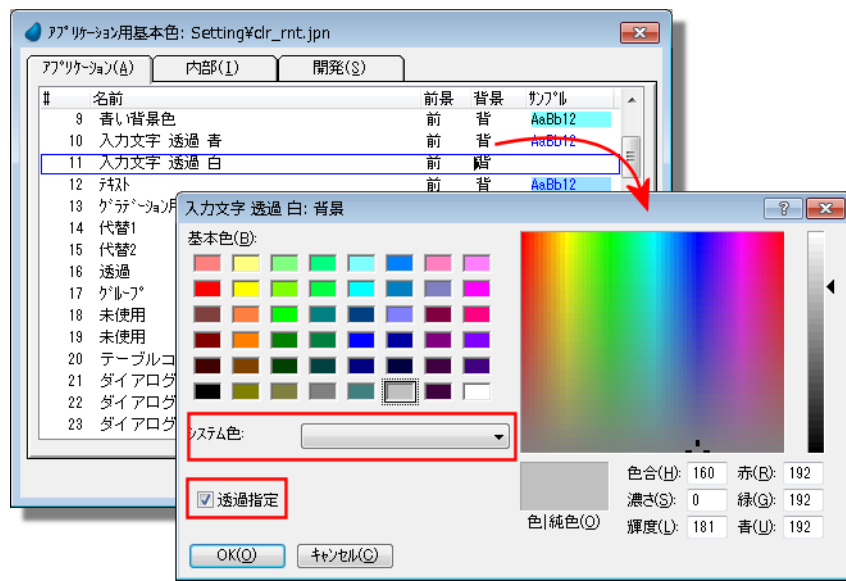 ｱﾌﾟﾘｹｰｼｮﾝ用基本色: Setting¥clr_rnt.jpn
ｱﾌﾟﾘｹｰｼｮﾝ(A) 内部(I) 開発(S)
# 名前 前景 背景 ｻﾝﾌﾟﾙ
9 青い背景色 前 背 AaBb12
10 入力文字 透過 青 前 背 AaBb12
11 入力文字 透過 白 前 背
12 ﾃｷｽﾄ 前 背 AaBb12
13 ｸﾞﾗﾃﾞｰｼｮﾝ用
14 代替1
15 代替2
16 透過
17 ｸﾞﾙｰﾌﾟ
18 未使用
19 未使用
20 テーブルコ
21 ダイアログ
22 ダイアログ
23 ダイアログ
入力文字 透過 白: 背景
基本色(B):
システム色:
透過指定
OK(O) ｷｬﾝｾﾙ(C)
色|純色(O)
色合(H): 160 赤(R): 192
濃さ(S): 0 緑(G): 192
輝度(L): 181 青(U): 192